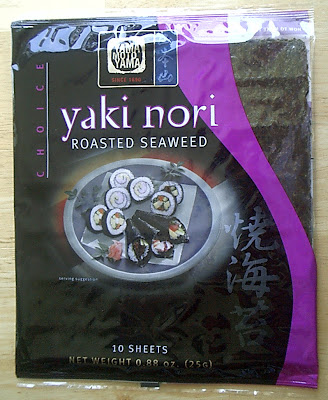 YAMA
MOTO
YAMA
SINCE 1690
CHOICE
yaki nori
ROASTED SEAWEED
焼海苔
serving suggestion
10 SHEETS
NET WEIGHT 0.88 oz. (25g)